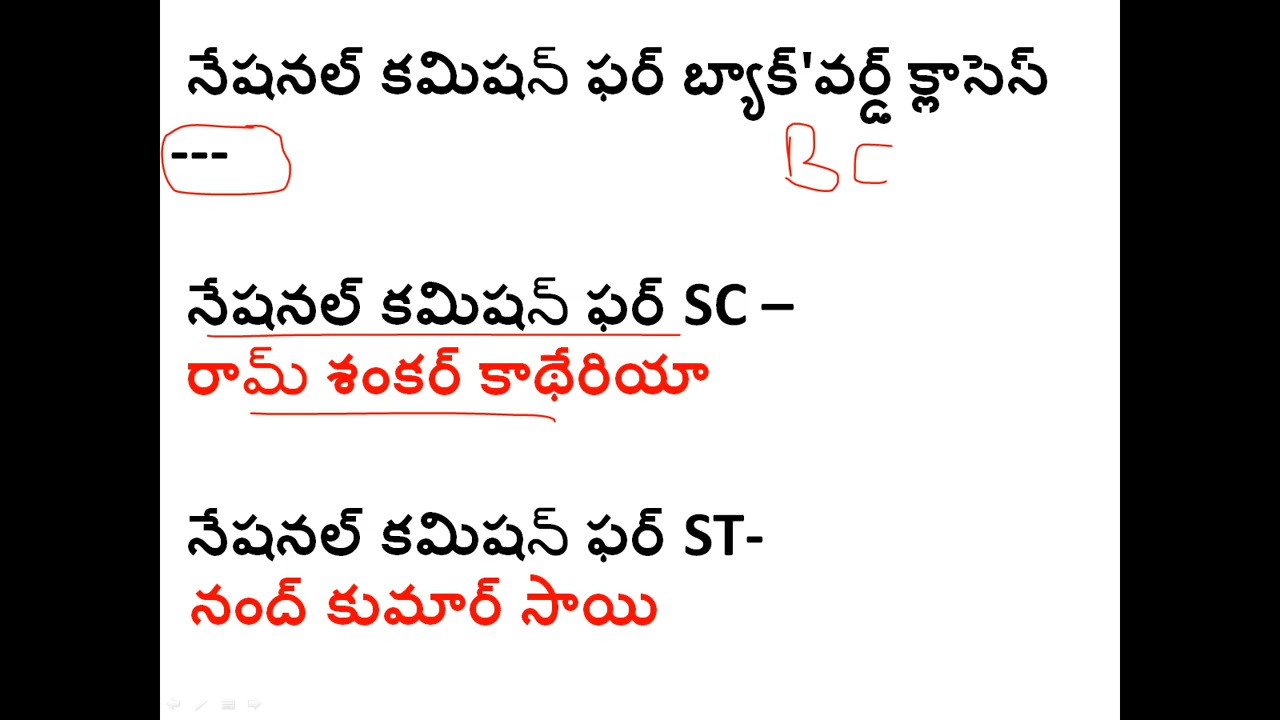 నేషనల్ కమిషన్ ఫర్ బ్యాక్'వర్డ్ క్లాసెస్
---
BC
నేషనల్ కమిషన్ ఫర్ SC –
రామ్ శంకర్ కాథేరియా
నేషనల్ కమిషన్ ఫర్ ST-
నంద్ కుమార్ సాయి